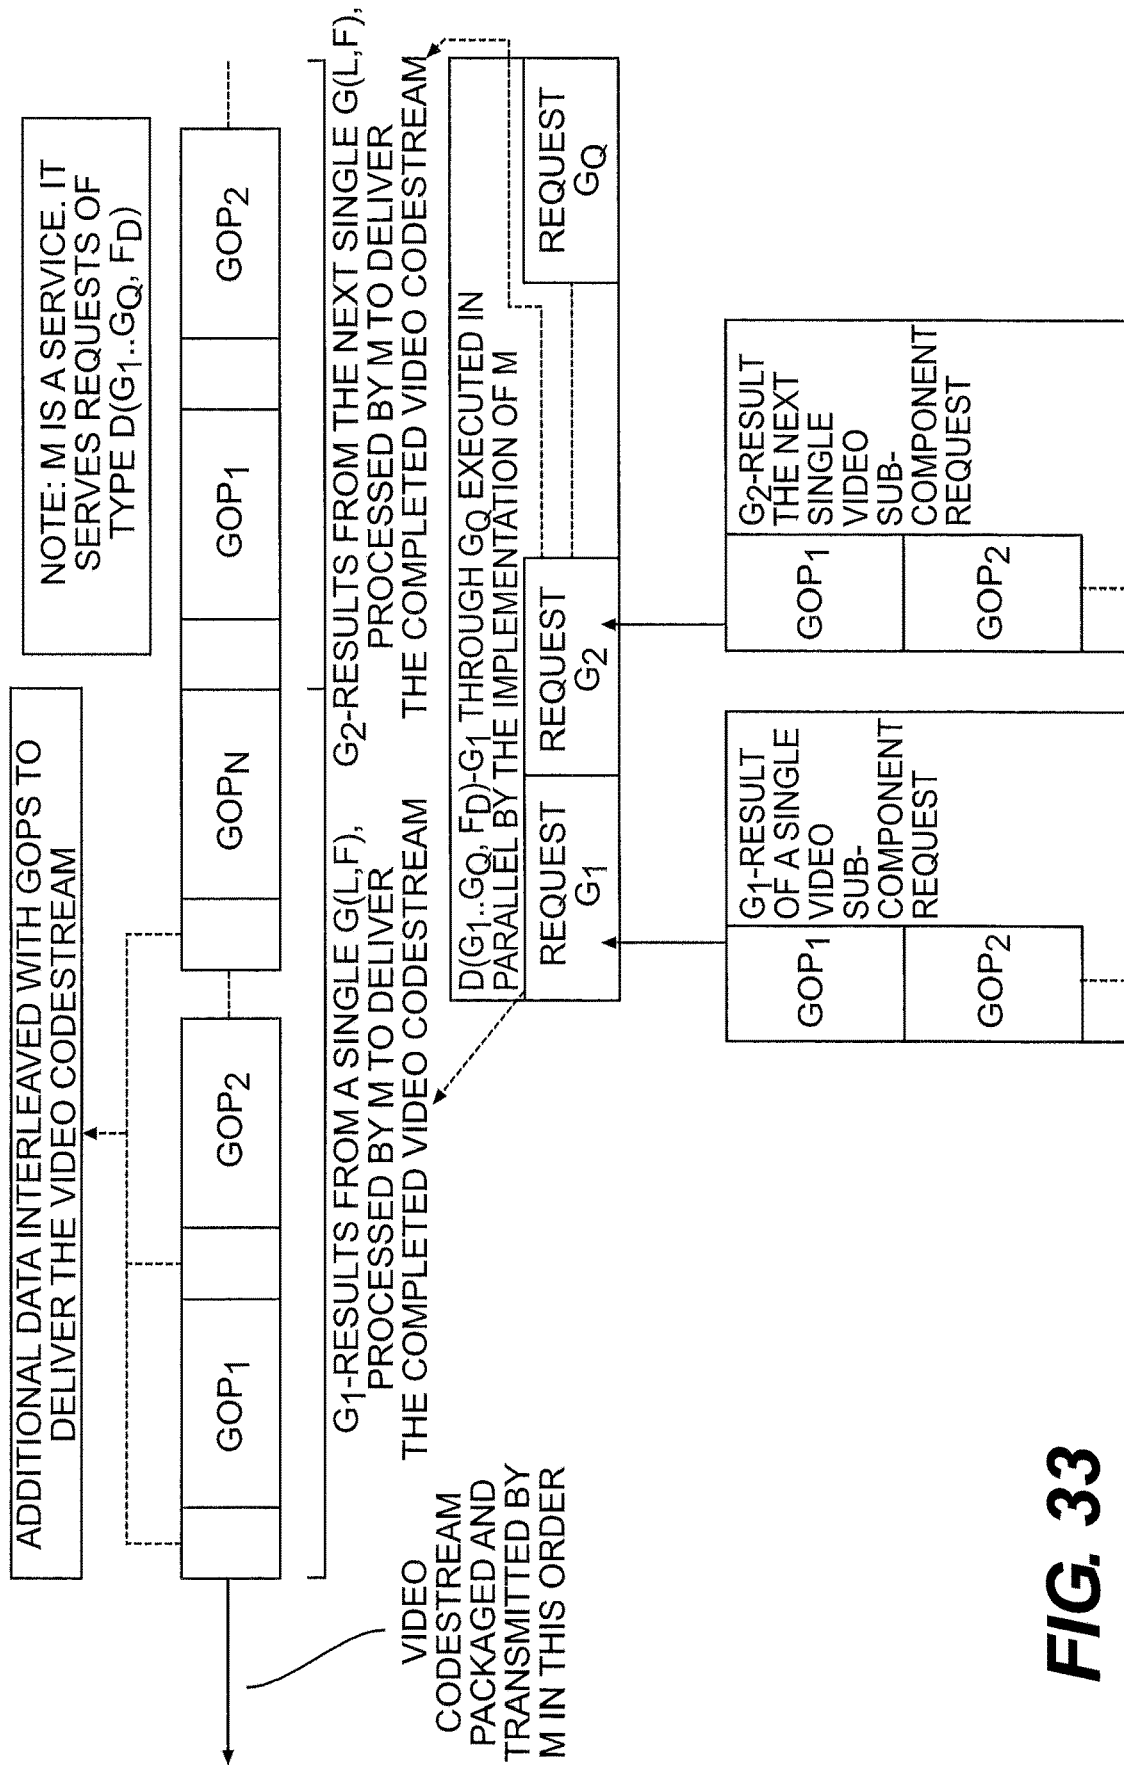 ADDITIONAL DATA INTERLEAVED WITH GOPS TO
DELIVER THE VIDEO CODESTREAM
NOTE: M IS A SERVICE. IT
SERVES REQUESTS OF
TYPE D(G1..GQ, FD)
GOP1
GOP2
GOPN
GOP1
GOP2
G1-RESULTS FROM A SINGLE G(L,F),
PROCESSED BY M TO DELIVER
THE COMPLETED VIDEO CODESTREAM
G2-RESULTS FROM THE NEXT SINGLE G(L,F),
PROCESSED BY M TO DELIVER
THE COMPLETED VIDEO CODESTREAM
VIDEO
CODESTREAM
PACKAGED AND
TRANSMITTED BY
M IN THIS ORDER
D(G1..GQ, FD)-G1 THROUGH GQ EXECUTED IN
PARALLEL BY THE IMPLEMENTATION OF M
REQUEST
G1
REQUEST
G2
REQUEST
GQ
GOP1
GOP2
G1-RESULT
OF A SINGLE
VIDEO
SUB-
COMPONENT
REQUEST
GOP1
GOP2
G2-RESULT
THE NEXT
SINGLE
VIDEO
SUB-
COMPONENT
REQUEST
FIG. 33